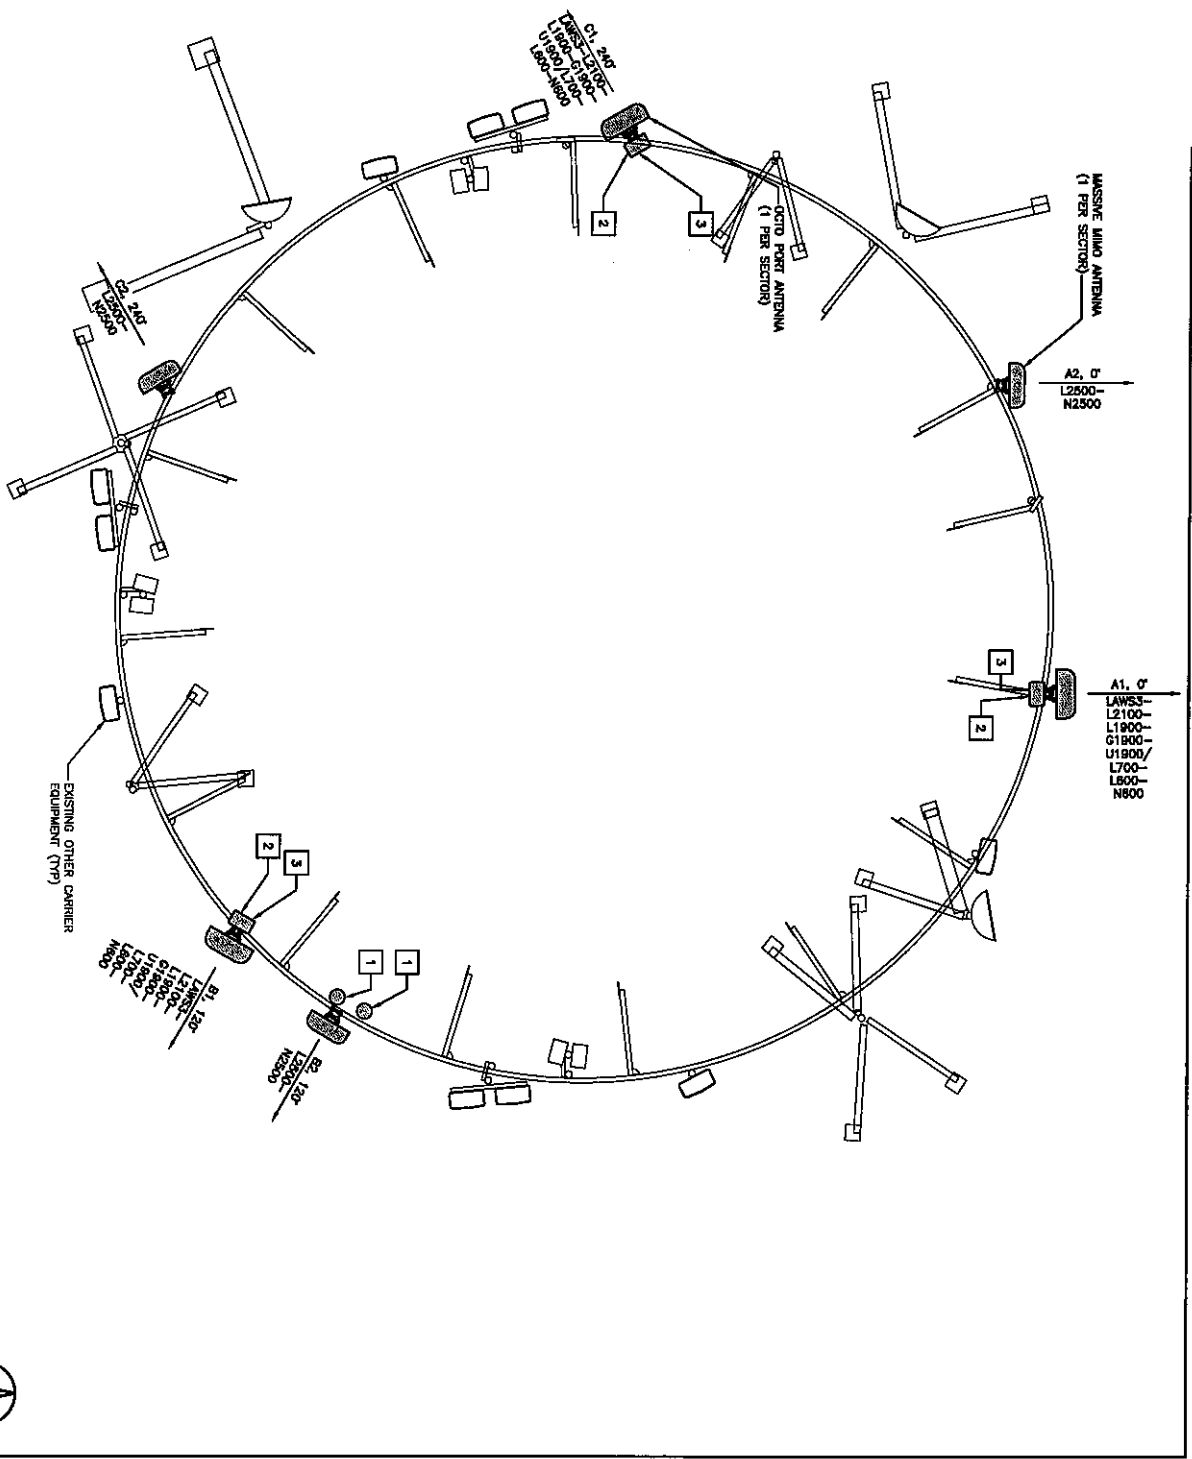 C1, 240°
LAWS3-L2100-
L1900-G1900-
U1900/L700-
L600-N600
MASSIVE MIMO ANTENNA
(1 PER SECTOR)
OCTO PORT ANTENNA
(1 PER SECTOR)
2
3
A2, 0°
L2500-
N2500
C2, 240°
L2500-
N2500
3
2
A1, 0°
LAWS3-
L2100-
L1900-
G1900-
U1900/
L700-
L600-
N600
EXISTING OTHER CARRIER
EQUIPMENT (TYP)
2
3
B1, 120°
LAWS3-
L2100-
L1900-
G1900-
U1900/
L700-
L600-
N600
1
1
B2, 120°
L2500-
N2500